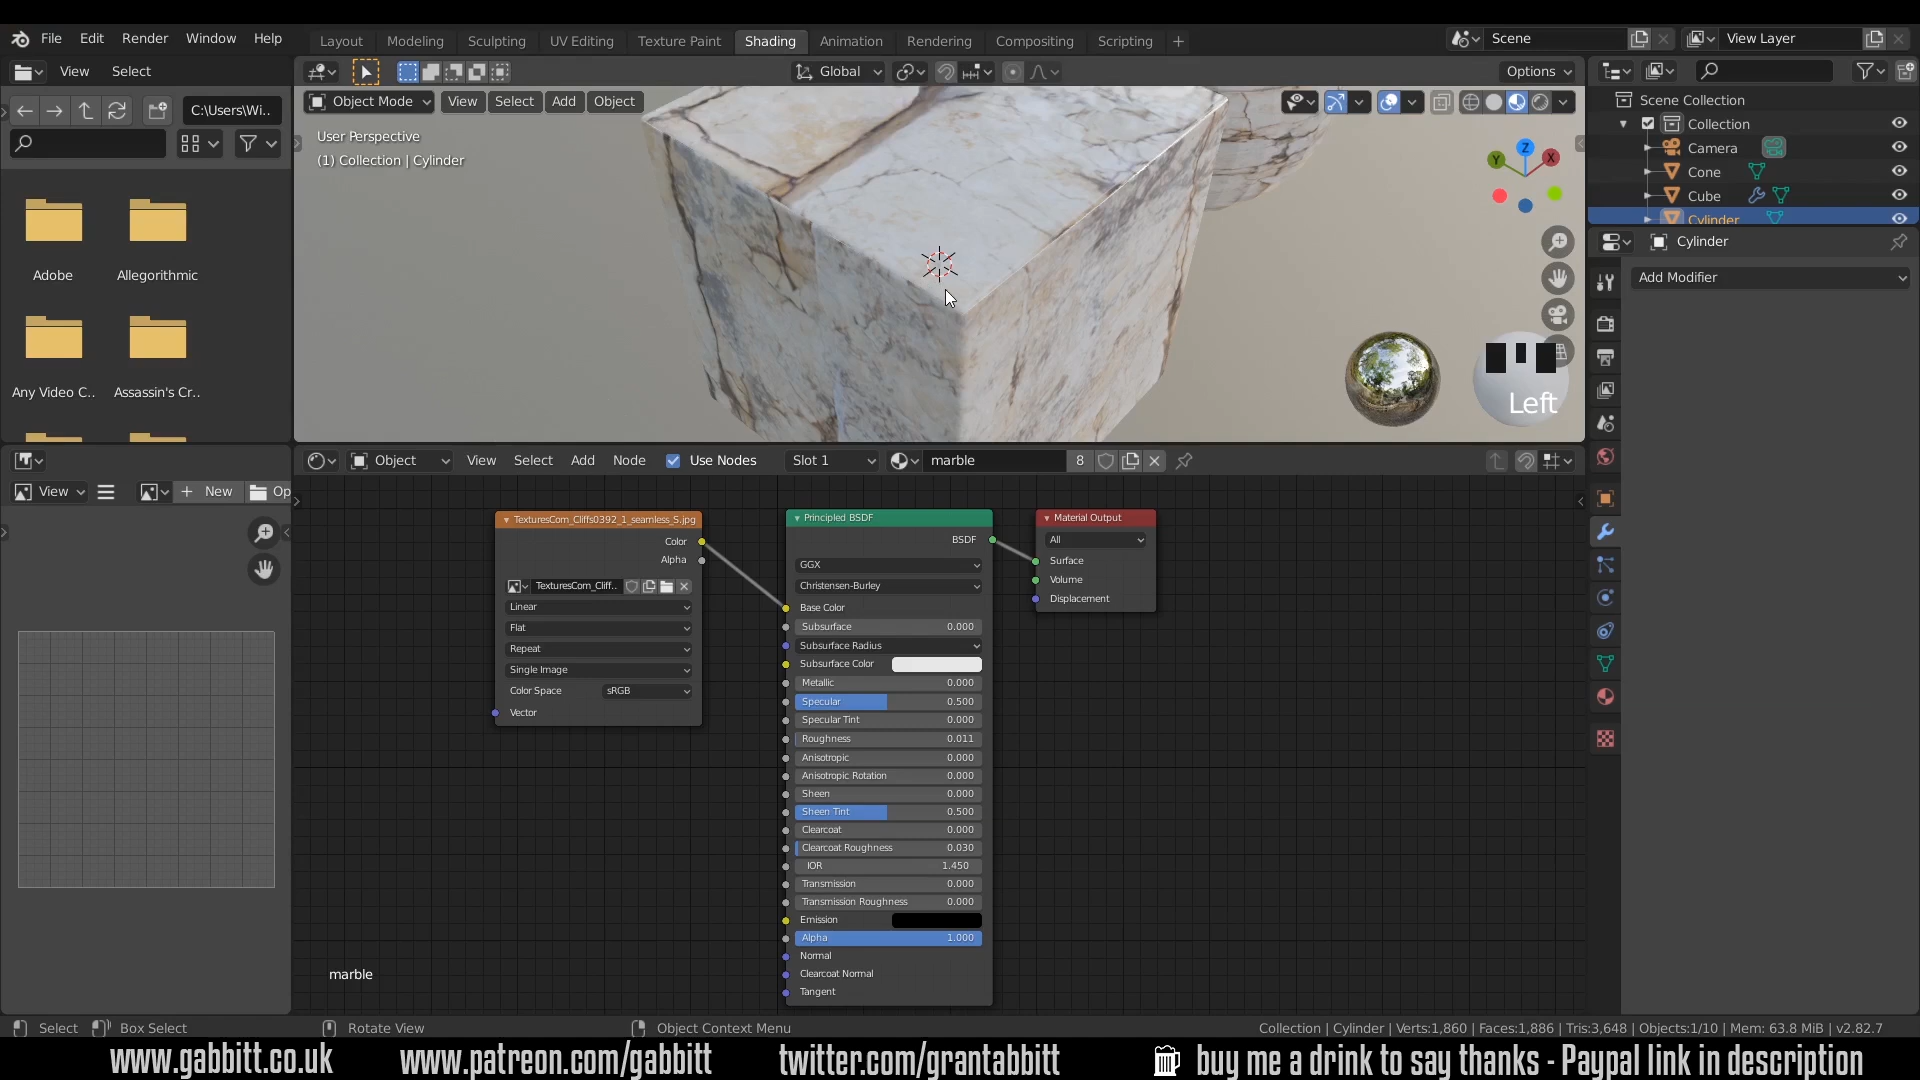 File Edit Render Window Help
Layout Modeling Sculpting UV Editing Texture Paint Shading Animation Rendering Compositing Scripting +
Scene
View Layer
View Select
Global
Options
C:\Users\Wi..
Object Mode View Select Add Object
User Perspective
(1) Collection | Cylinder
Z
Y
X
Left
Scene Collection
Collection
Camera
Cone
Cube
Cylinder
Cylinder
Add Modifier
Adobe
Allegorithmic
Any Video C..
Assassin's Cr..
View
+ New
Op
Object View Select Add Node Use Nodes Slot 1 marble 8
TexturesCom_Cliffs0392_1_seamless_S.jpg
Color
Alpha
TexturesCom_Cliff..
Linear
Flat
Repeat
Single Image
Color Space sRGB
Vector
Principled BSDF
BSDF
GGX
Christensen-Burley
Base Color
Subsurface 0.000
Subsurface Radius
Subsurface Color
Metallic 0.000
Specular 0.500
Specular Tint 0.000
Roughness 0.011
Anisotropic 0.000
Anisotropic Rotation 0.000
Sheen 0.000
Sheen Tint 0.500
Clearcoat 0.000
Clearcoat Roughness 0.030
IOR 1.450
Transmission 0.000
Transmission Roughness 0.000
Emission
Alpha 1.000
Normal
Clearcoat Normal
Tangent
Material Output
All
Surface
Volume
Displacement
marble
Select Box Select Rotate View Object Context Menu
Collection | Cylinder | Verts:1,860 | Faces:1,886 | Tris:3,648 | Objects:1/10 | Mem: 63.8 MiB | v2.82.7
www.gabbitt.co.uk www.patreon.com/gabbitt twitter.com/grantabbitt buy me a drink to say thanks - Paypal link in description